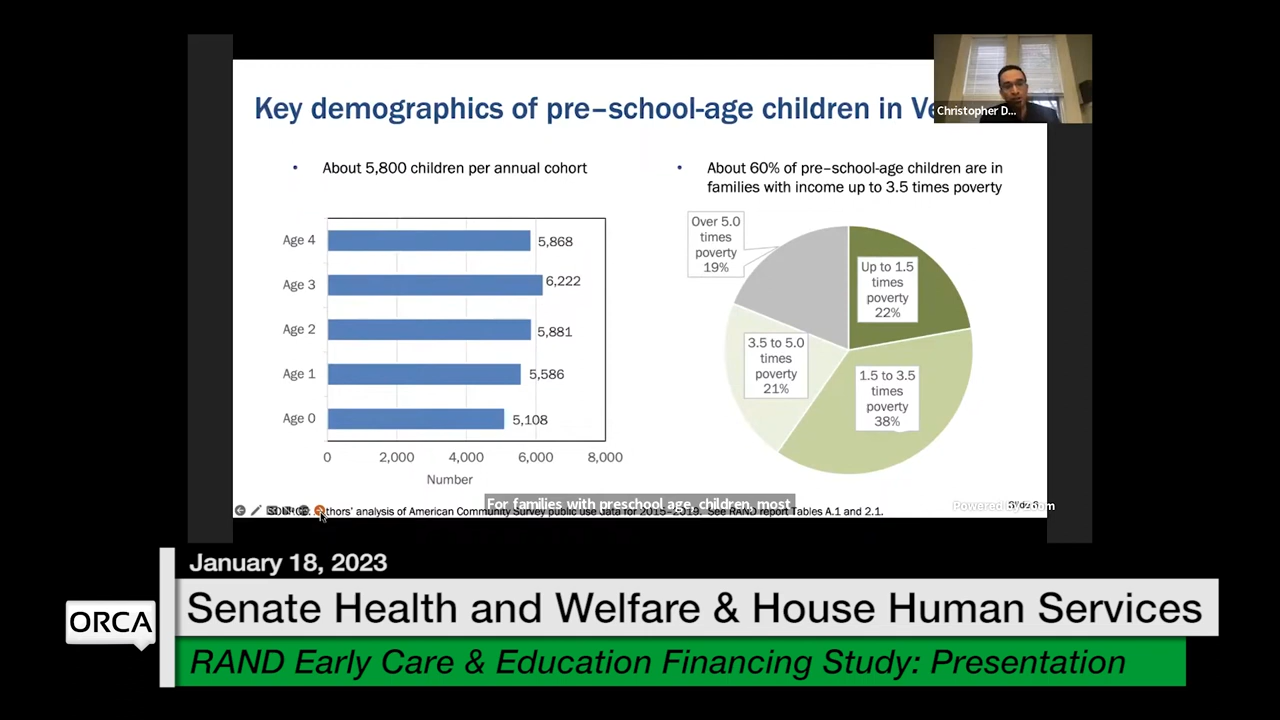 Key demographics of pre–school-age children in Ve
Christopher D...
• About 5,800 children per annual cohort
• About 60% of pre–school-age children are in
families with income up to 3.5 times poverty
Age 4
5,868
Age 3
6,222
Age 2
5,881
Age 1
5,586
Age 0
5,108
0
2,000
4,000
6,000
8,000
Number
Over 5.0
times
poverty
19%
Up to 1.5
times
poverty
22%
3.5 to 5.0
times
poverty
21%
1.5 to 3.5
times
poverty
38%
For families with preschool age, children, most
analysis of American Community Survey public use data for 2015–2019. See RAND report Tables A.1 and 2.1.
Powered by zoom
January 18, 2023
ORCA
Senate Health and Welfare & House Human Services
RAND Early Care & Education Financing Study: Presentation